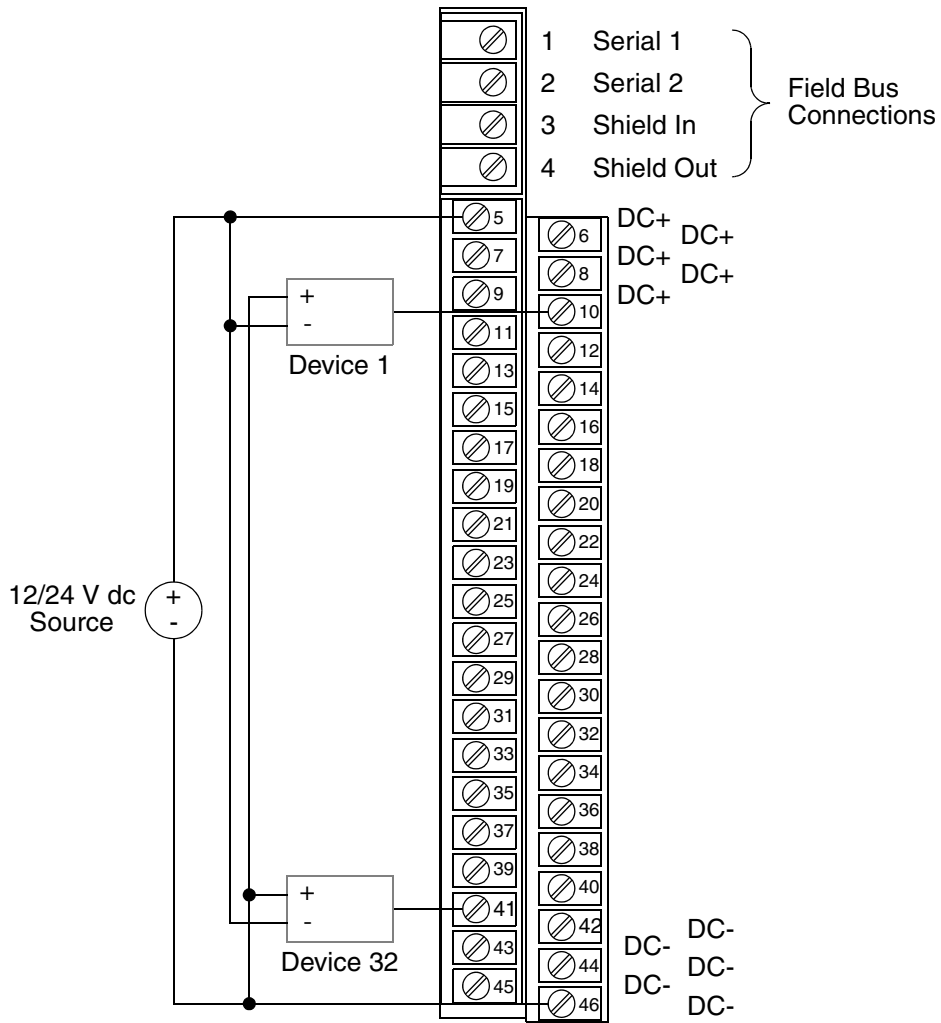 1 Serial 1
2 Serial 2
3 Shield In
4 Shield Out
Field Bus
Connections
5 DC+
6 DC+
7 DC+
8 DC+
9 DC+
10
+
-
Device 1
11
12
13
14
15
16
17
18
19
20
21
22
23
24
25
26
27
28
29
30
31
32
33
34
35
36
37
38
39
40
12/24 V dc
Source
+
-
+
-
Device 32
41
42 DC-
43 DC-
44 DC-
45 DC-
46 DC-